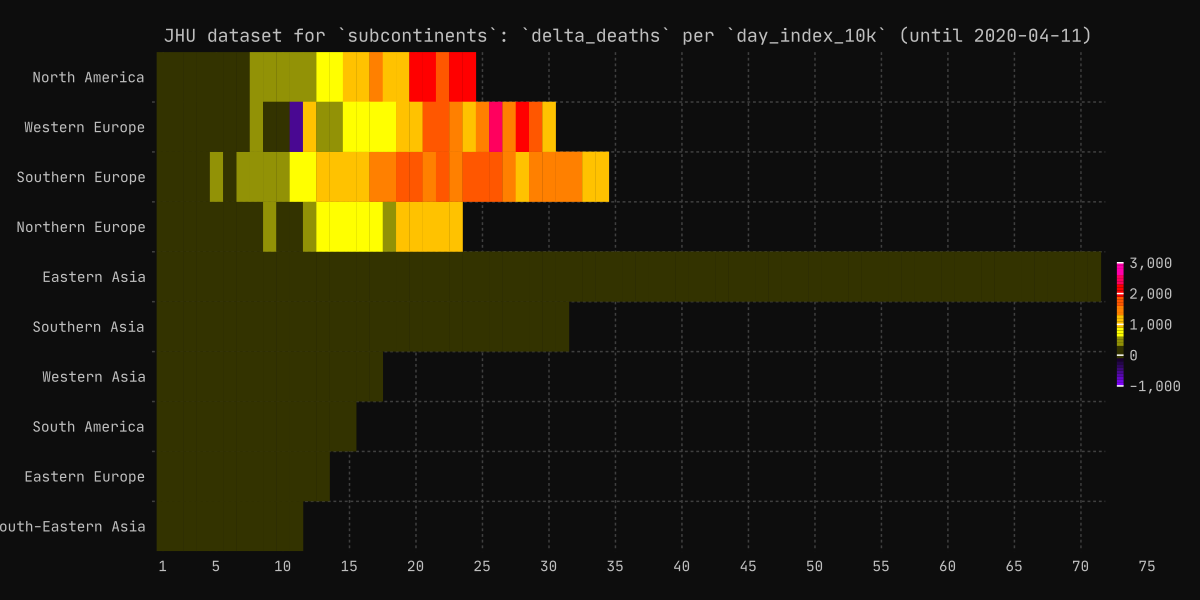 JHU dataset for `subcontinents`: `delta_deaths` per `day_index_10k` (until 2020-04-11)
North America
Western Europe
Southern Europe
Northern Europe
Eastern Asia
Southern Asia
Western Asia
South America
Eastern Europe
outh-Eastern Asia
3,000
2,000
1,000
0
-1,000
1 5 10 15 20 25 30 35 40 45 50 55 60 65 70 75